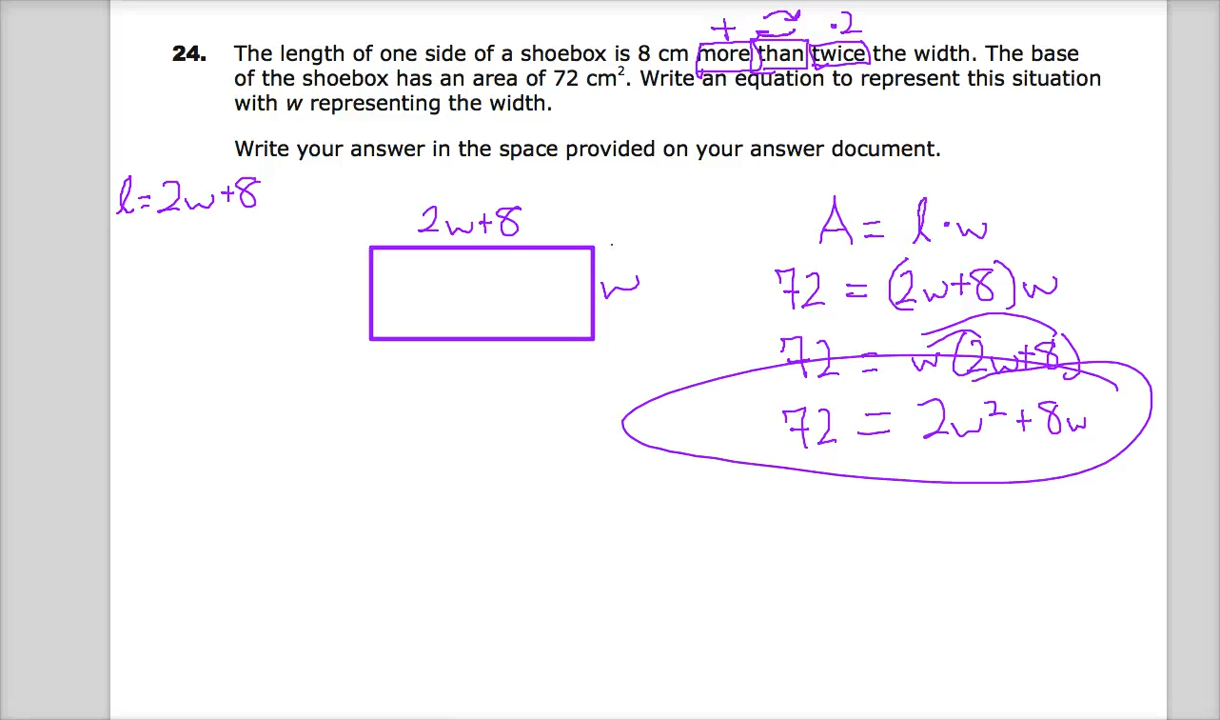 + · 2
24. The length of one side of a shoebox is 8 cm more than twice the width. The base
of the shoebox has an area of 72 cm². Write an equation to represent this situation
with w representing the width.
Write your answer in the space provided on your answer document.
l=2w+8
2w+8
w
A = l·w
72 = (2w+8)w
72 = w(2w+8)
72 = 2w²+8w